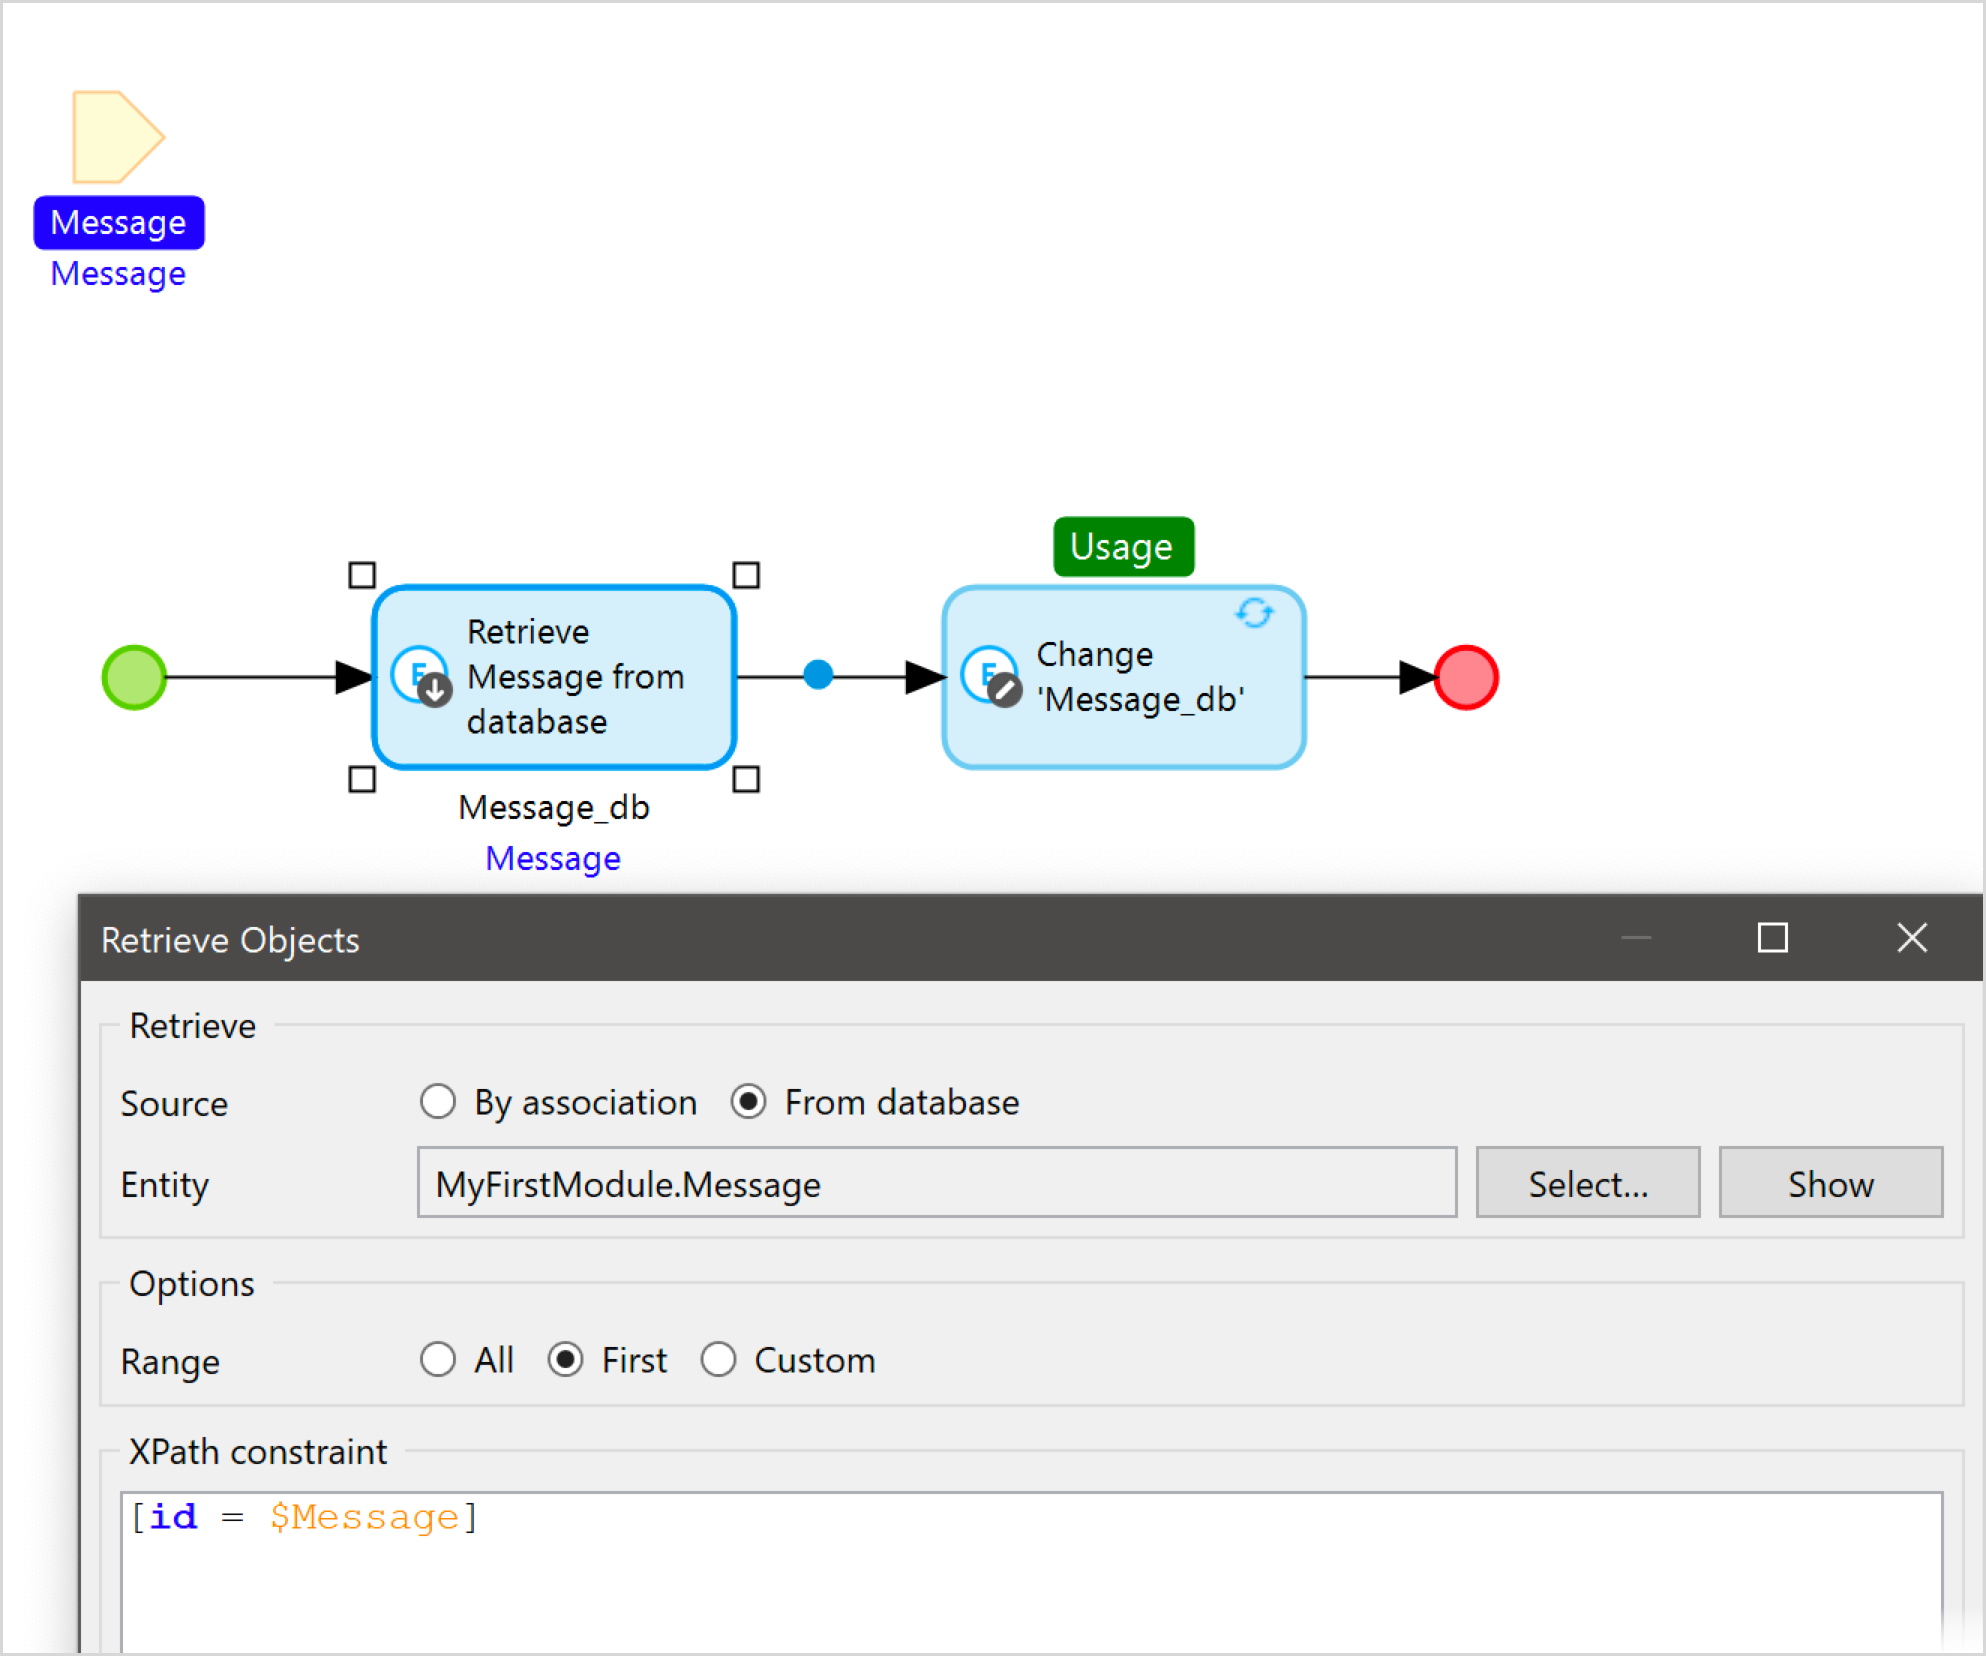 Message
Message
Usage
Retrieve
Message from
database
Change
'Message_db'
Message_db
Message
Retrieve Objects
Retrieve
Source By association From database
Entity MyFirstModule.Message Select... Show
Options
Range All First Custom
XPath constraint
[id = $Message]